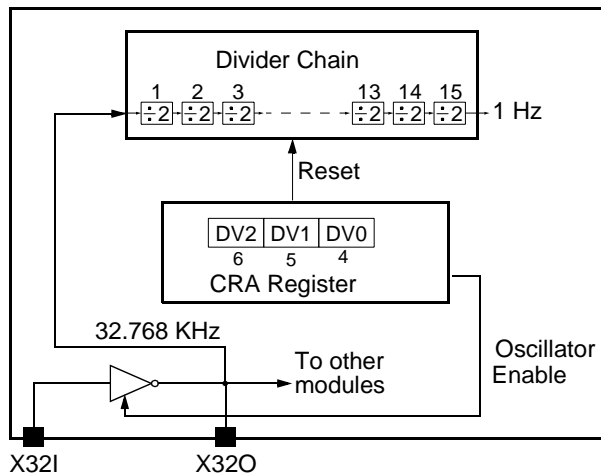 Divider Chain
1 2 3 13 14 15
÷2 ÷2 ÷2 ÷2 ÷2 ÷2 1 Hz
Reset
DV2 DV1 DV0
6 5 4
CRA Register
32.768 KHz
To other
modules
Oscillator
Enable
X32I X32O